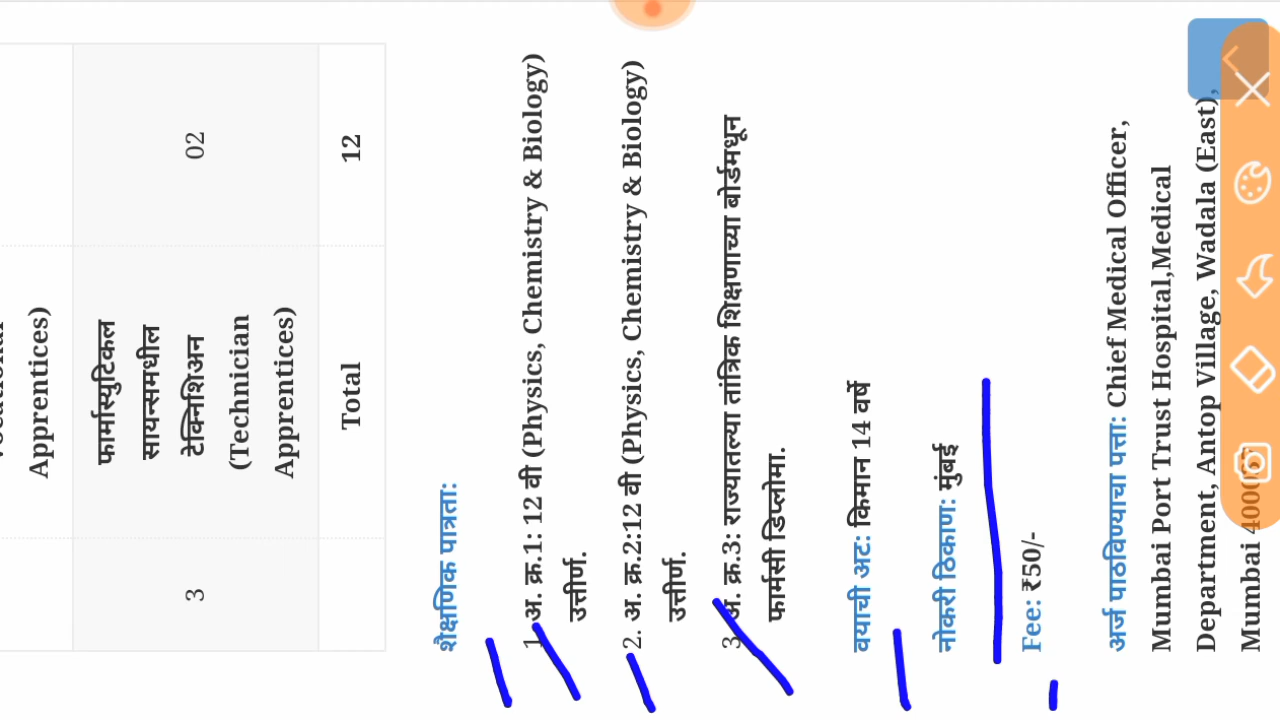 Apprentices)
3
फार्मास्युटिकल
सायन्समधील
टेक्निशिअन
(Technician
Apprentices)
02
Total
12
शैक्षणिक पात्रता:
1. अ. क्र.1: 12 वी (Physics, Chemistry & Biology)
उत्तीर्ण.
2. अ. क्र.2:12 वी (Physics, Chemistry & Biology)
उत्तीर्ण.
3. अ. क्र.3: राज्यातल्या तांत्रिक शिक्षणाच्या बोर्डमधून
फार्मसी डिप्लोमा.
वयाची अट: किमान 14 वर्षे
नोकरी ठिकाण: मुंबई
Fee: ₹50/-
अर्ज पाठविण्याचा पत्ता: Chief Medical Officer,
Mumbai Port Trust Hospital,Medical
Department, Antop Village, Wadala (East),
Mumbai